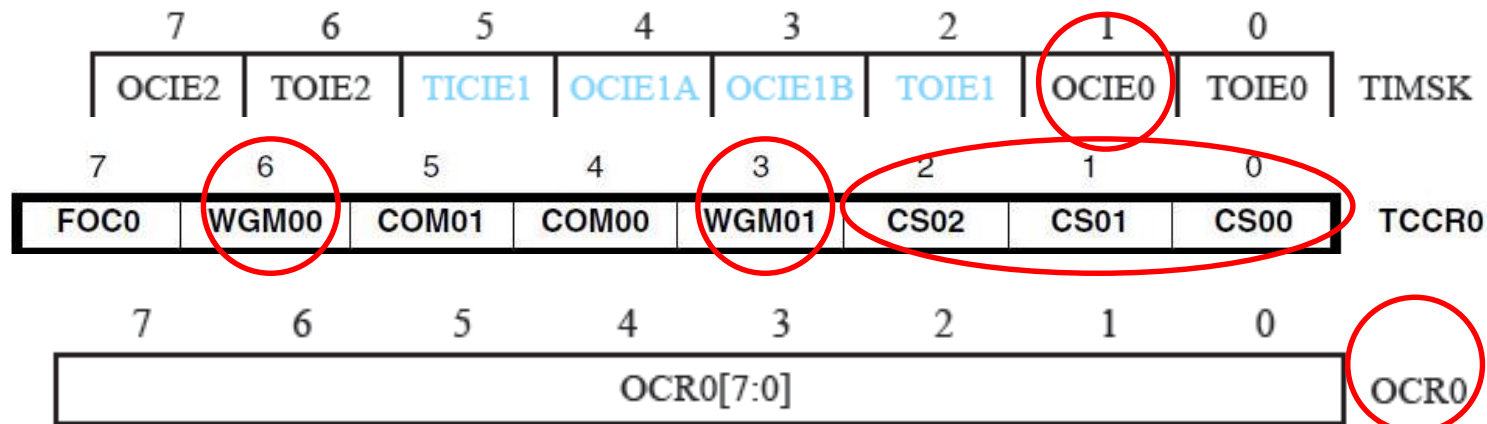 7 6 5 4 3 2 1 0
OCIE2 TOIE2 TICIE1 OCIE1A OCIE1B TOIE1 OCIE0 TOIE0 TIMSK
7 6 5 4 3 2 1 0
FOC0 WGM00 COM01 COM00 WGM01 CS02 CS01 CS00 TCCR0
7 6 5 4 3 2 1 0
OCR0[7:0] OCR0